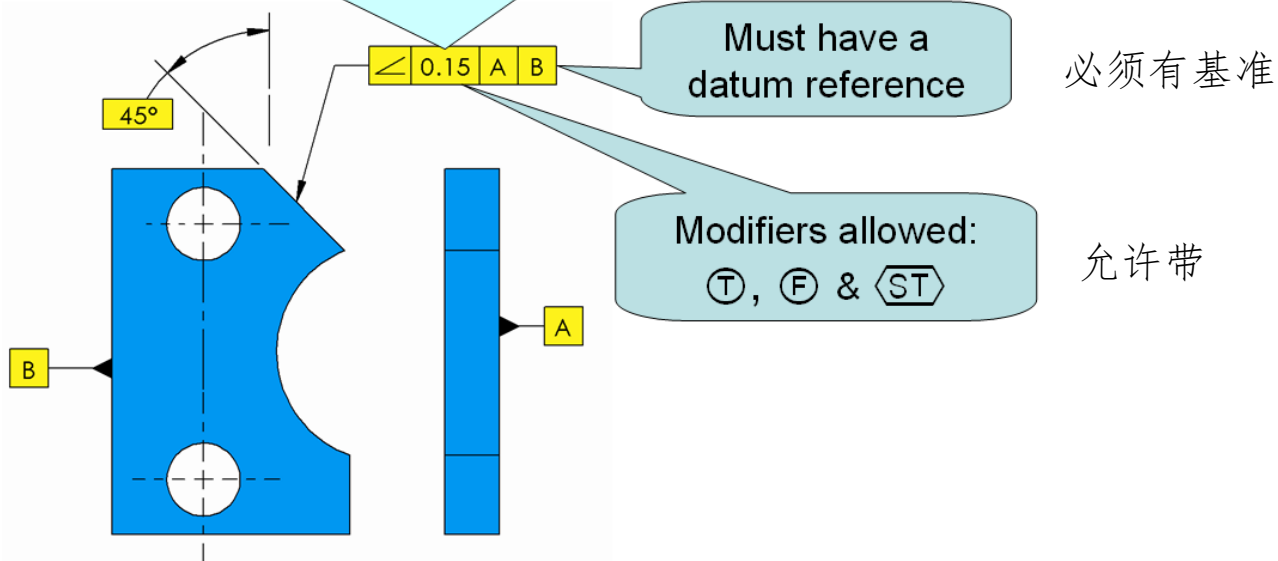 45°
∠ 0.15 A B
Must have a
datum reference
必须有基准
Modifiers allowed:
Ⓣ, Ⓕ & ST
允许带
B
A